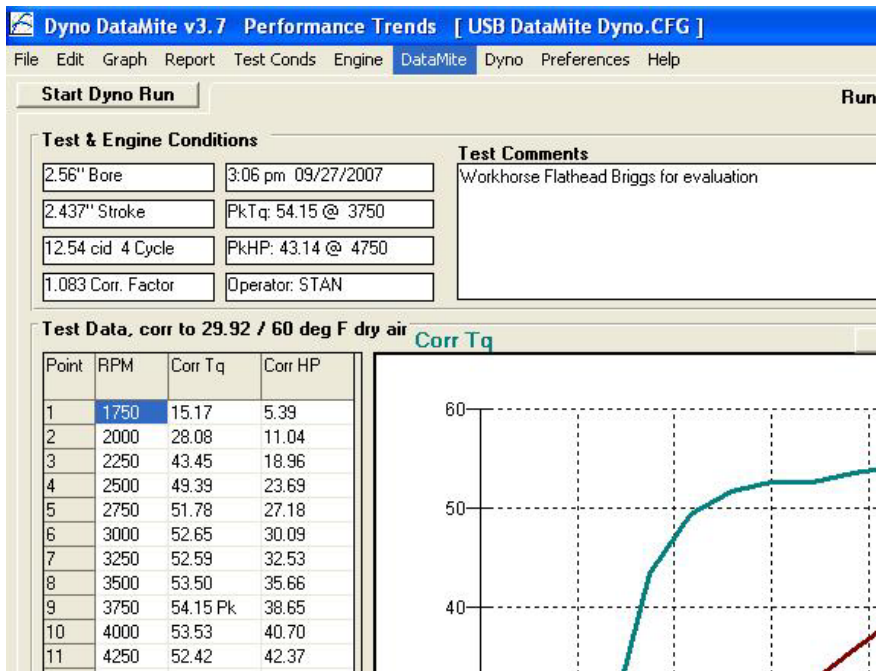 Dyno DataMite v3.7 Performance Trends [ USB DataMite Dyno.CFG ]
File Edit Graph Report Test Conds Engine DataMite Dyno Preferences Help
Start Dyno Run
Run
Test & Engine Conditions
2.56" Bore 3:06 pm 09/27/2007
2.437" Stroke PkTq: 54.15 @ 3750
12.54 cid 4 Cycle PkHP: 43.14 @ 4750
1.083 Corr. Factor Operator: STAN
Test Comments
Workhorse Flathead Briggs for evaluation
Test Data, corr to 29.92 / 60 deg F dry air
Point RPM Corr Tq Corr HP
1 1750 15.17 5.39
2 2000 28.08 11.04
3 2250 43.45 18.96
4 2500 49.39 23.69
5 2750 51.78 27.18
6 3000 52.65 30.09
7 3250 52.59 32.53
8 3500 53.50 35.66
9 3750 54.15 Pk 38.65
10 4000 53.53 40.70
11 4250 52.42 42.37
Corr Tq
60
50
40